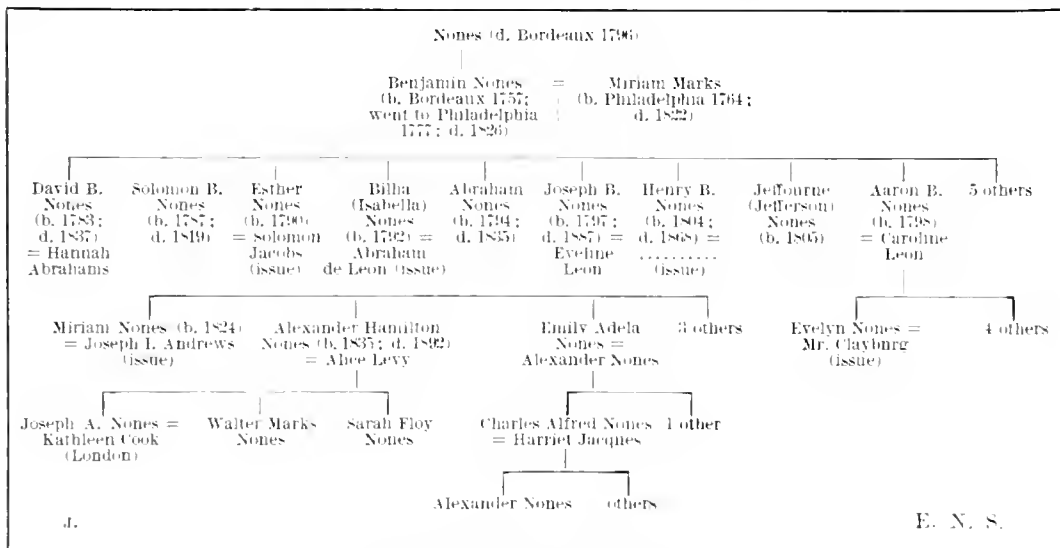 Nones (d. Bordeaux 1796)
Benjamin Nones = Miriam Marks
(b. Bordeaux 1757; (b. Philadelphia 1764;
went to Philadelphia d. 1822)
1777; d. 1826)
David B. Nones (b. 1783; d. 1837) = Hannah Abrahams
Solomon B. Nones (b. 1787; d. 1819)
Esther Nones (b. 1790) = Solomon Jacobs (issue)
Bilha (Isabella) Nones (b. 1792) = Abraham de Leon (issue)
Abraham Nones (b. 1794; d. 1835)
Joseph B. Nones (b. 1797; d. 1887) = Eveline Leon
Henry B. Nones (b. 1804; d. 1868) = .......... (issue)
Jeffourne (Jefferson) Nones (b. 1805)
Aaron B. Nones (b. 1798) = Caroline Leon
5 others
Miriam Nones (b. 1824) = Joseph I. Andrews (issue)
Alexander Hamilton Nones (b. 1835; d. 1892) = Alice Levy
Emily Adela Nones = Alexander Nones
3 others
Evelyn Nones = Mr. Clayburg (issue)
4 others
Joseph A. Nones = Kathleen Cook (London)
Walter Marks Nones
Sarah Floy Nones
Charles Alfred Nones = Harriet Jacques
1 other
Alexander Nones others
J. E. N. S.